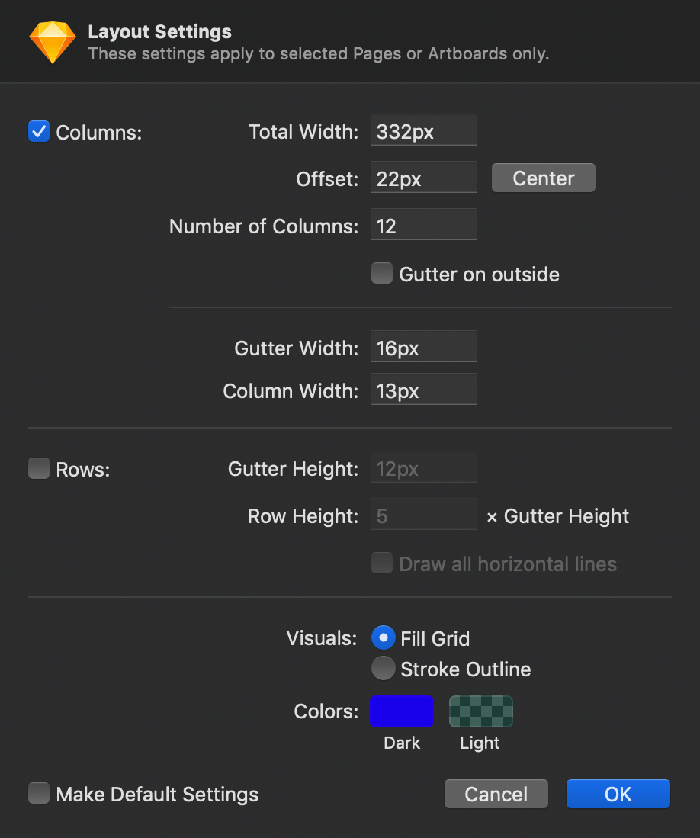 Layout Settings
These settings apply to selected Pages or Artboards only.
Columns: Total Width: 332px
Offset: 22px Center
Number of Columns: 12
Gutter on outside
Gutter Width: 16px
Column Width: 13px
Rows: Gutter Height: 12px
Row Height: 5 × Gutter Height
Draw all horizontal lines
Visuals: Fill Grid
Stroke Outline
Colors:
Dark Light
Make Default Settings Cancel OK